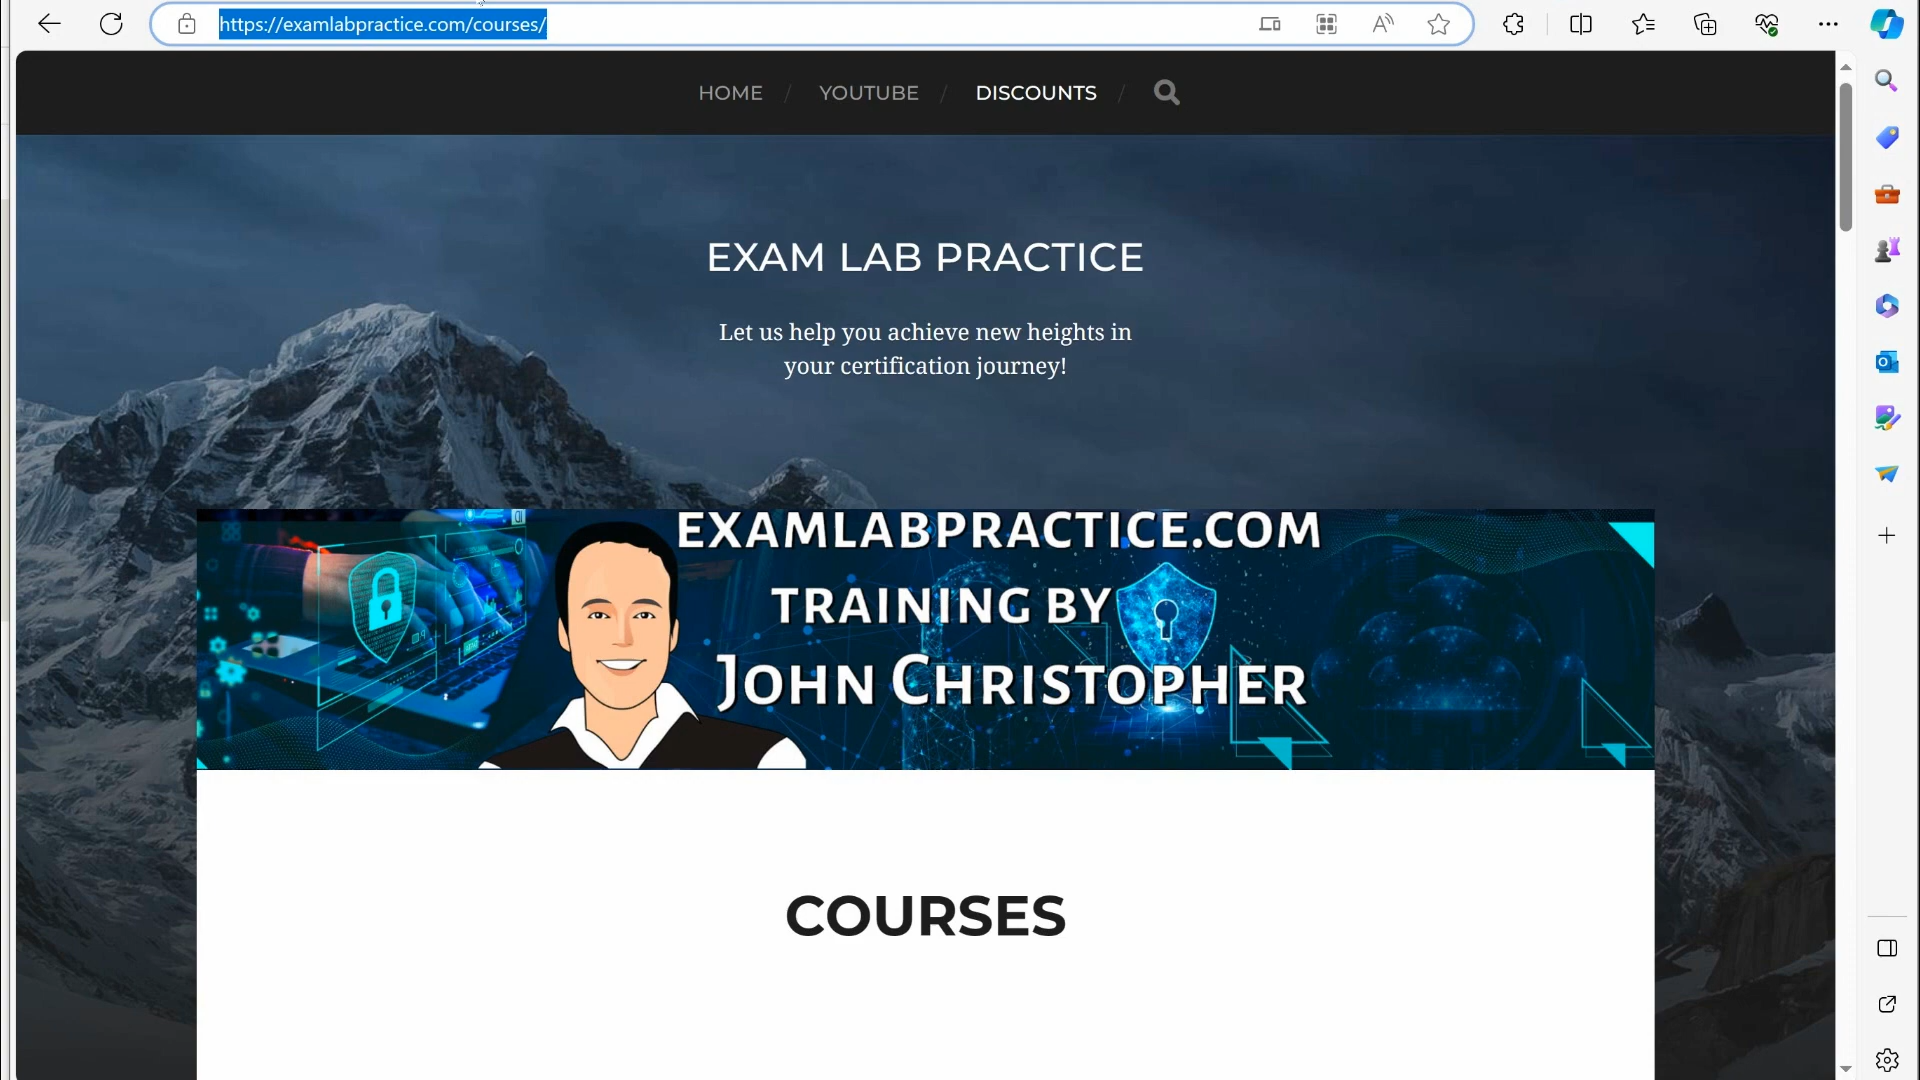 https://examlabpractice.com/courses/
HOME / YOUTUBE / DISCOUNTS /
EXAM LAB PRACTICE
Let us help you achieve new heights in
your certification journey!
EXAMLABPRACTICE.COM
TRAINING BY
JOHN CHRISTOPHER
COURSES